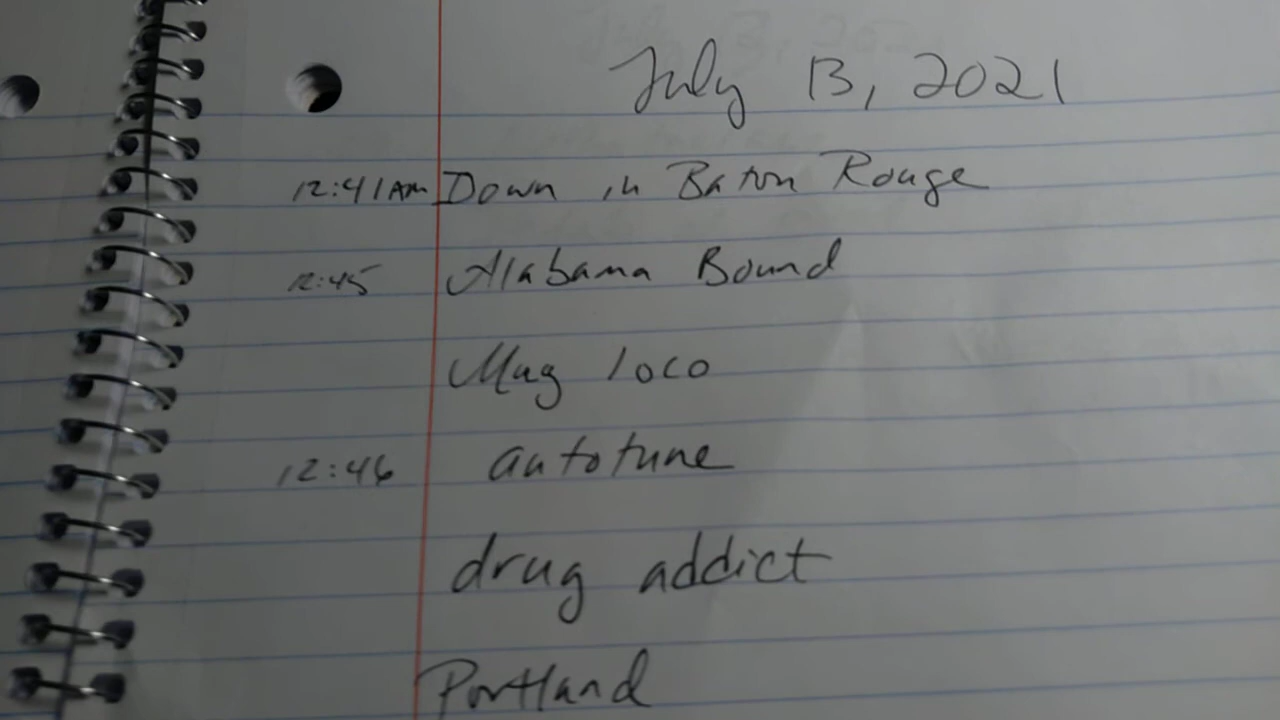 July 13, 2021
12:41AM Down in Baton Rouge
12:45 Alabama Bound
Mug loco
12:46 autotune
drug addict
Portland